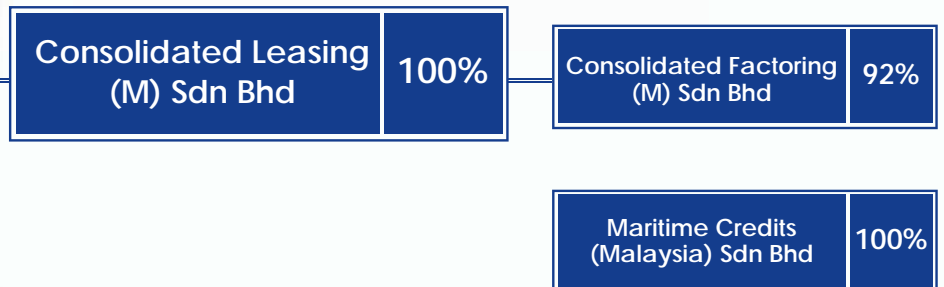 Consolidated Leasing
(M) Sdn Bhd
100%
Consolidated Factoring
(M) Sdn Bhd
92%
Maritime Credits
(Malaysia) Sdn Bhd
100%